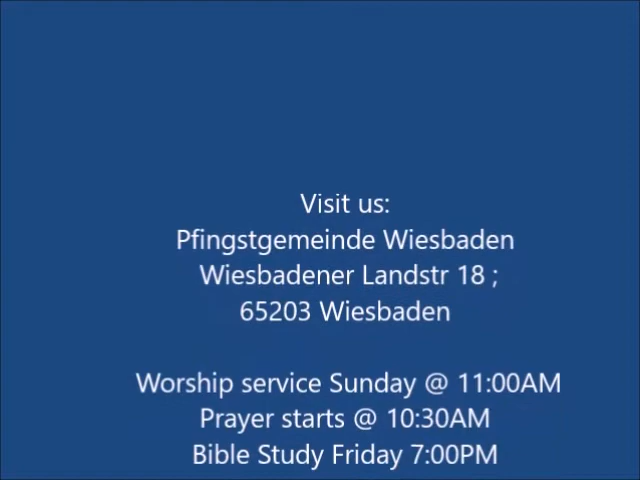 Visit us:
Pfingstgemeinde Wiesbaden
Wiesbadener Landstr 18 ;
65203 Wiesbaden
Worship service Sunday @ 11:00AM
Prayer starts @ 10:30AM
Bible Study Friday 7:00PM